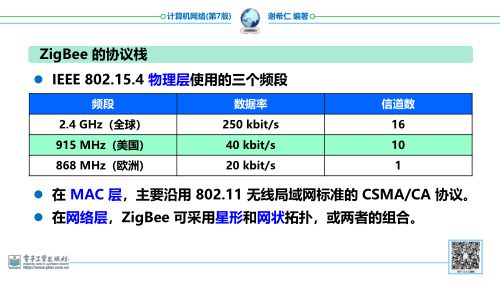 计算机网络(第7版)
谢希仁 编著
ZigBee 的协议栈
IEEE 802.15.4 物理层使用的三个频段
频段 数据率 信道数
2.4 GHz（全球） 250 kbit/s 16
915 MHz（美国） 40 kbit/s 10
868 MHz（欧洲） 20 kbit/s 1
在 MAC 层，主要沿用 802.11 无线局域网标准的 CSMA/CA 协议。
在网络层，ZigBee 可采用星形和网状拓扑，或两者的组合。
电子工业出版社
http://www.phei.com.cn